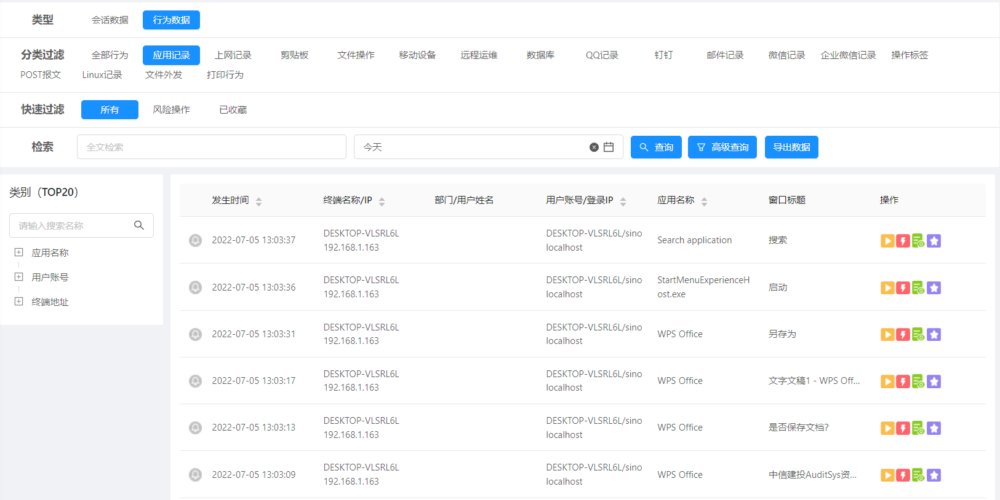 类型 会话数据 行为数据
分类过滤 全部行为 应用记录 上网记录 剪贴板 文件操作 移动设备 远程运维 数据库 QQ记录 钉钉 邮件记录 微信记录 企业微信记录 操作标签
POST报文 Linux记录 文件外发 打印行为
快速过滤 所有 风险操作 已收藏
检索 全文检索 今天 查询 高级查询 导出数据
类别（TOP20）
请输入搜索名称
应用名称
用户账号
终端地址
发生时间 终端名称/IP 部门/用户姓名 用户账号/登录IP 应用名称 窗口标题 操作
2022-07-05 13:03:37 DESKTOP-VLSRL6L DESKTOP-VLSRL6L/sino Search application 搜索
192.168.1.163 localhost
2022-07-05 13:03:36 DESKTOP-VLSRL6L DESKTOP-VLSRL6L/sino StartMenuExperienceH 启动
192.168.1.163 localhost ost.exe
2022-07-05 13:03:31 DESKTOP-VLSRL6L DESKTOP-VLSRL6L/sino WPS Office 另存为
192.168.1.163 localhost
2022-07-05 13:03:17 DESKTOP-VLSRL6L DESKTOP-VLSRL6L/sino WPS Office 文字文稿1 - WPS Off...
192.168.1.163 localhost
2022-07-05 13:03:13 DESKTOP-VLSRL6L DESKTOP-VLSRL6L/sino WPS Office 是否保存文档?
192.168.1.163 localhost
2022-07-05 13:03:09 DESKTOP-VLSRL6L DESKTOP-VLSRL6L/sino WPS Office 中信建投AuditSys资...
192.168.1.163 localhost